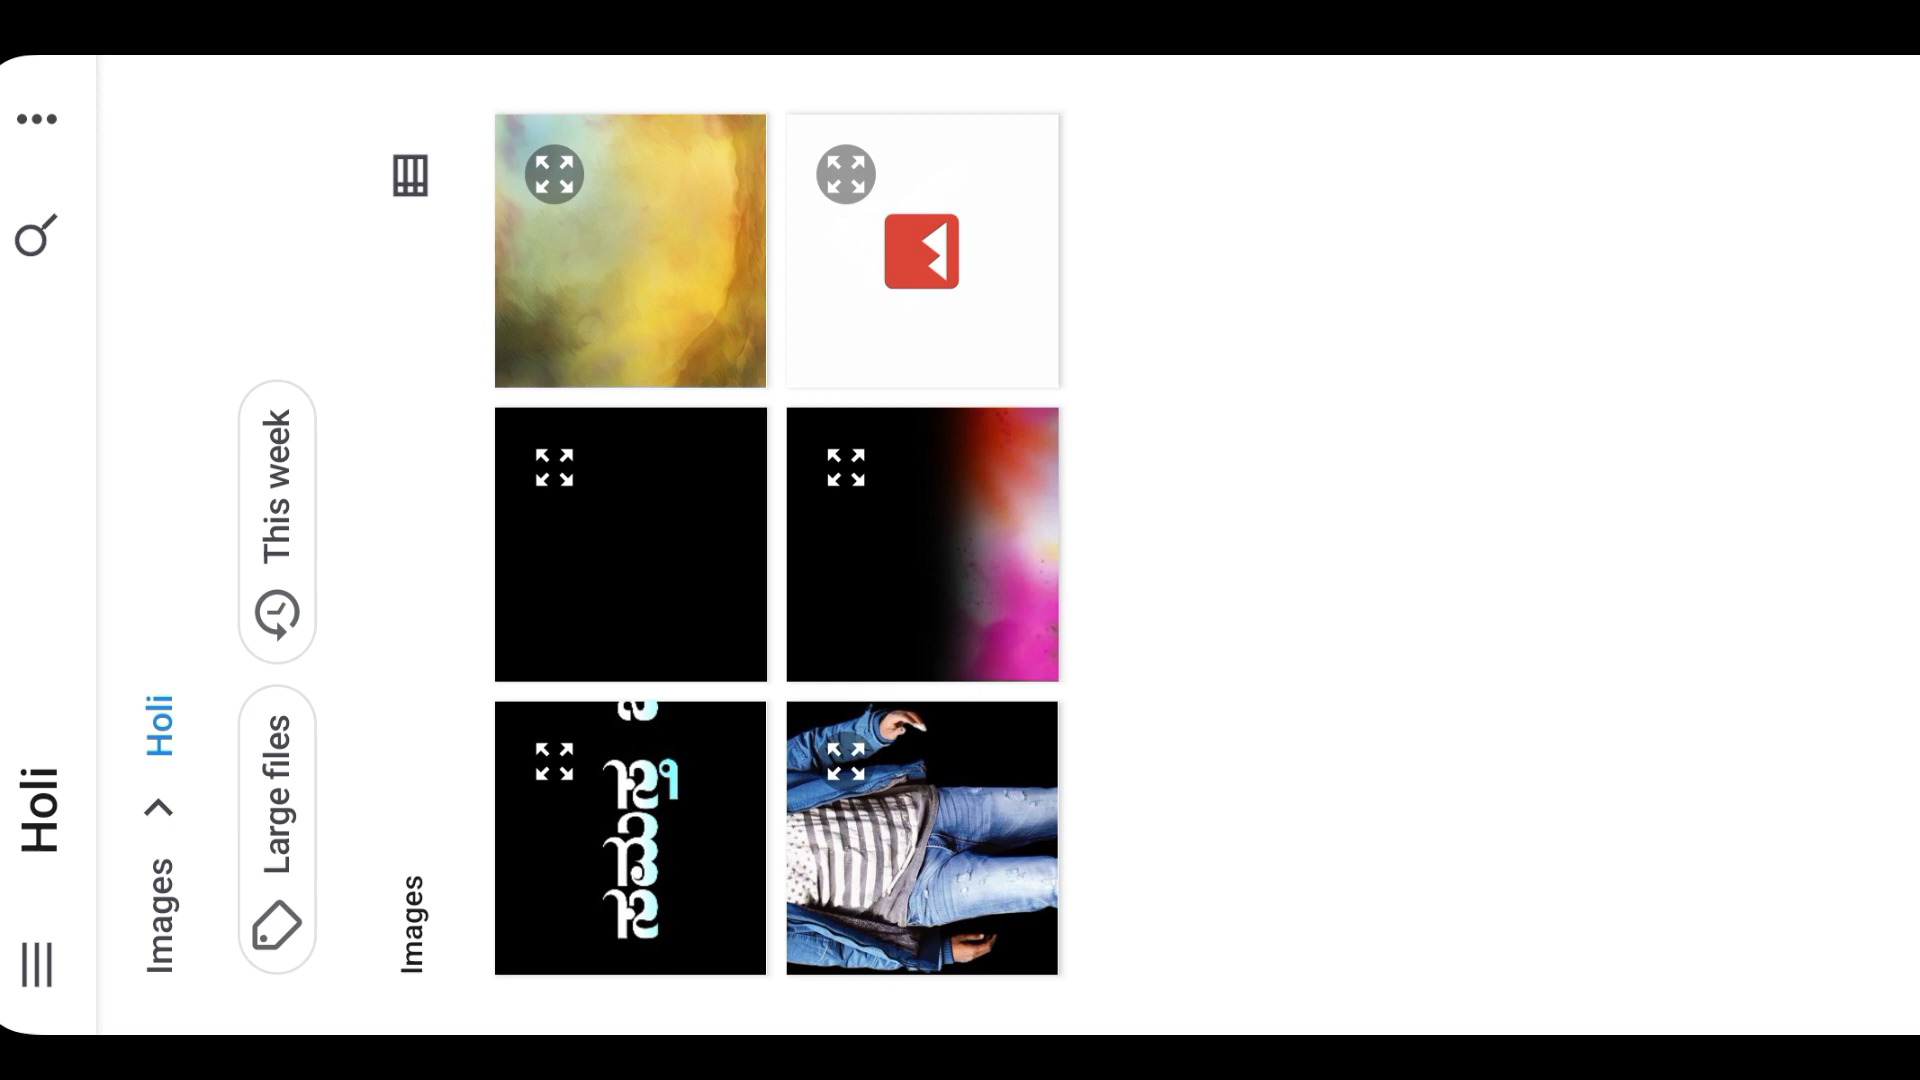 Holi
Images > Holi
Large files This week
Images